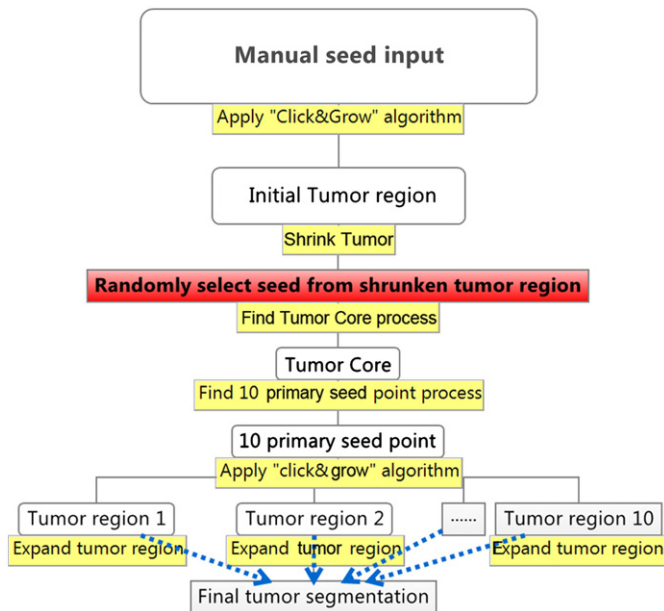 Manual seed input
Apply "Click&Grow" algorithm
Initial Tumor region
Shrink Tumor
Randomly select seed from shrunken tumor region
Find Tumor Core process
Tumor Core
Find 10 primary seed point process
10 primary seed point
Apply "click&grow" algorithm
Tumor region 1 Tumor region 2 ...... Tumor region 10
Expand tumor region Expand tumor region Expand tumor region
Final tumor segmentation